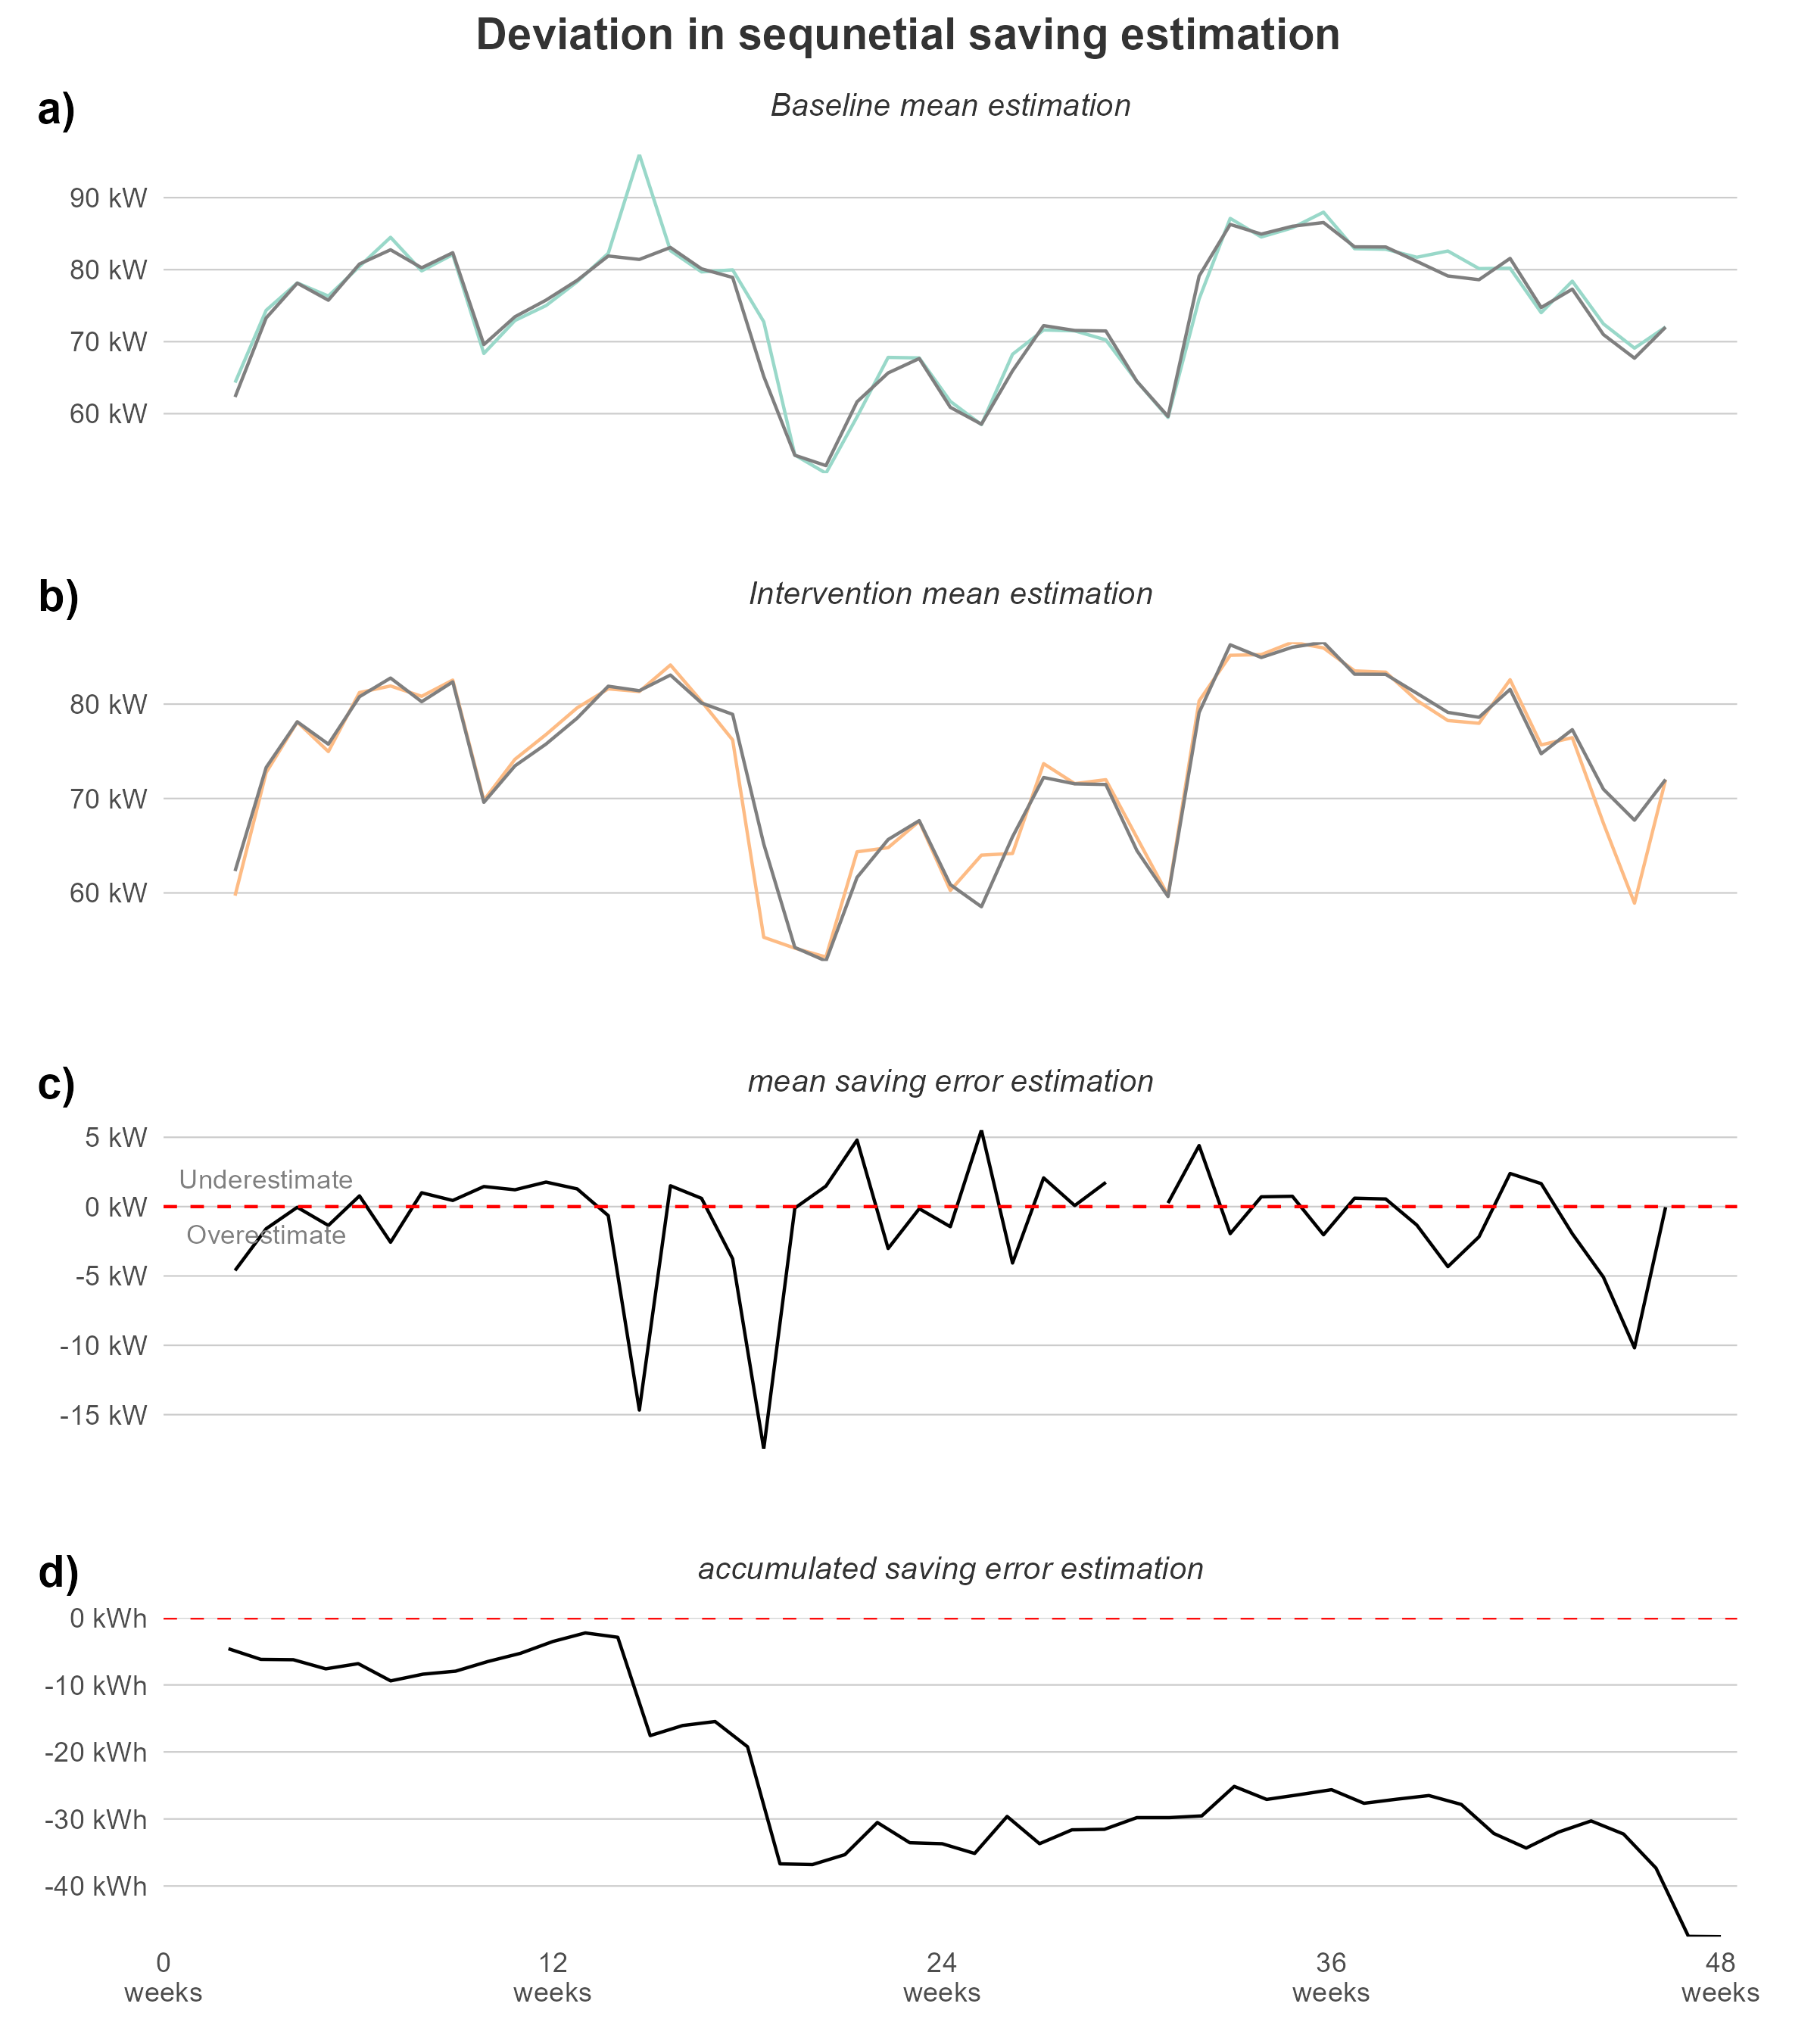 Deviation in sequnetial saving estimation
a)
Baseline mean estimation
90 kW
80 kW
70 kW
60 kW
b)
Intervention mean estimation
80 kW
70 kW
60 kW
c)
mean saving error estimation
5 kW
Underestimate
0 kW
Overestimate
-5 kW
-10 kW
-15 kW
d)
accumulated saving error estimation
0 kWh
-10 kWh
-20 kWh
-30 kWh
-40 kWh
0 12 24 36 48
weeks weeks weeks weeks weeks